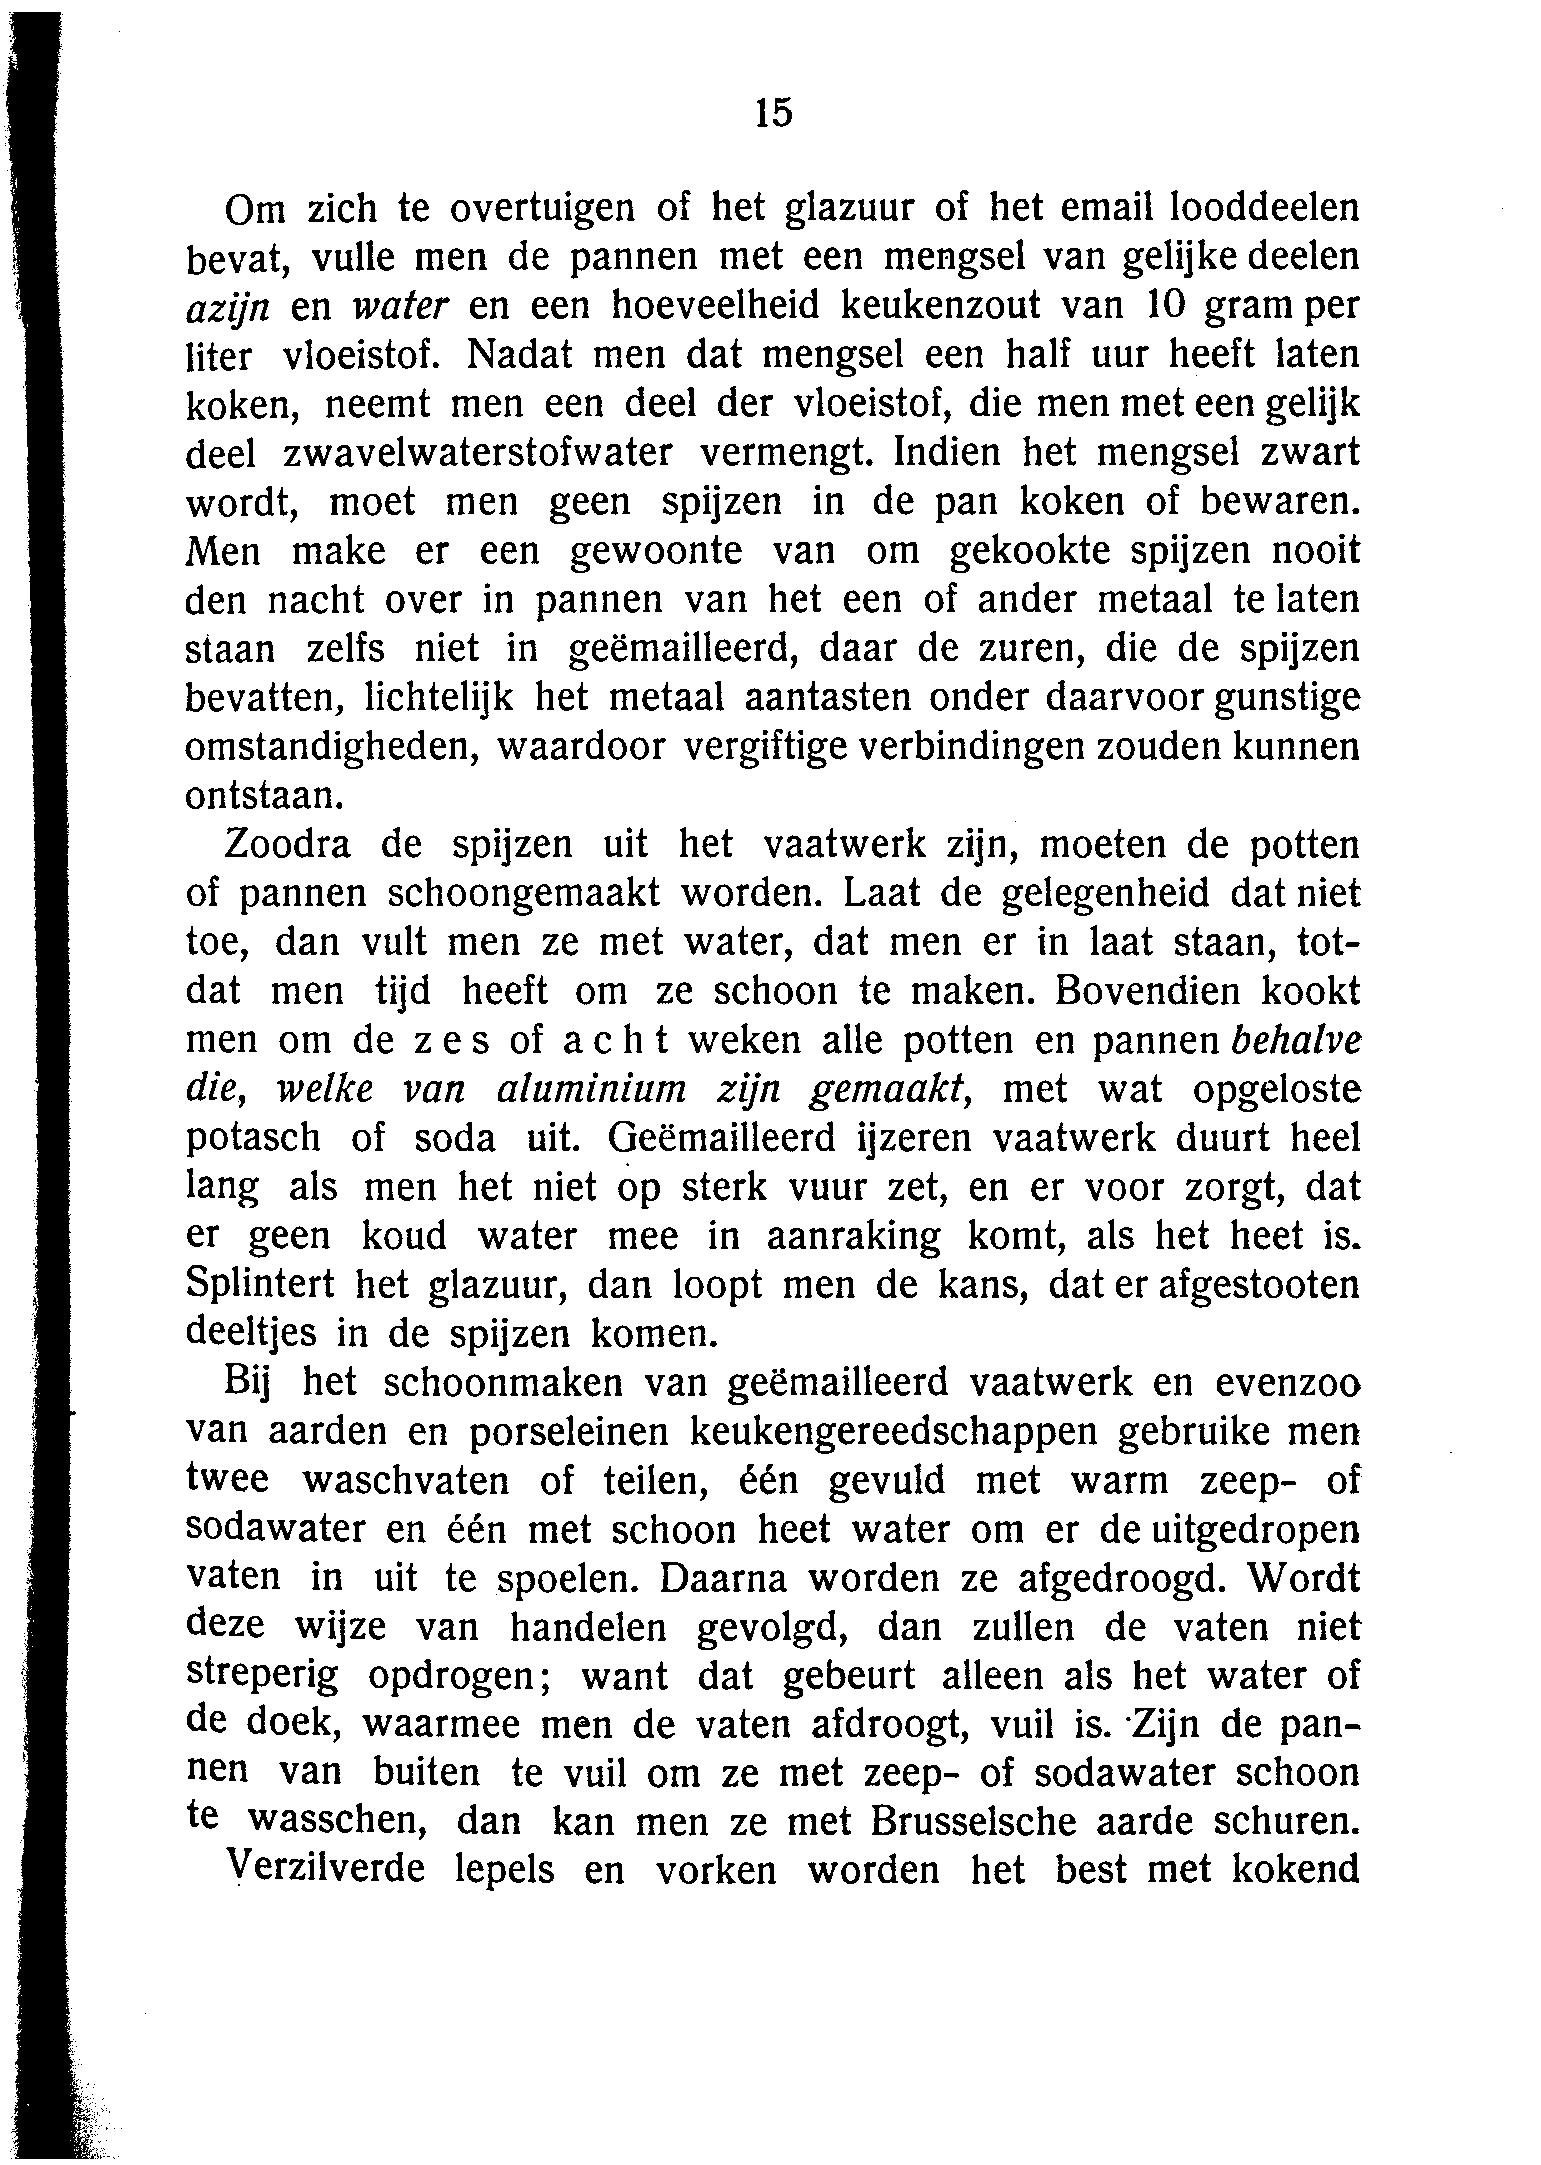 15
Om zich te overtuigen of het glazuur of het email looddeelen
bevat, vulle men de pannen met een mengsel van gelijke deelen
azijn en water en een hoeveelheid keukenzout van 10 gram per
liter vloeistof. Nadat men dat mengsel een half uur heeft laten
koken, neemt men een deel der vloeistof, die men met een gelijk
deel zwavelwaterstofwater vermengt. Indien het mengsel zwart
wordt, moet men geen spijzen in de pan koken of bewaren.
Men make er een gewoonte van om gekookte spijzen nooit
den nacht over in pannen van het een of ander metaal te laten
staan zelfs niet in geëmailleerd, daar de zuren, die de spijzen
bevatten, lichtelijk het metaal aantasten onder daarvoor gunstige
omstandigheden, waardoor vergiftige verbindingen zouden kunnen
ontstaan.
Zoodra de spijzen uit het vaatwerk zijn, moeten de potten
of pannen schoongemaakt worden. Laat de gelegenheid dat niet
toe, dan vult men ze met water, dat men er in laat staan, tot-
dat men tijd heeft om ze schoon te maken. Bovendien kookt
men om de z e s of a c h t weken alle potten en pannen behalve
die, welke van aluminium zijn gemaakt, met wat opgeloste
potasch of soda uit. Geëmailleerd ijzeren vaatwerk duurt heel
lang als men het niet op sterk vuur zet, en er voor zorgt, dat
er geen koud water mee in aanraking komt, als het heet is.
Splintert het glazuur, dan loopt men de kans, dat er afgestooten
deeltjes in de spijzen komen.
Bij het schoonmaken van geëmailleerd vaatwerk en evenzoo
van aarden en porseleinen keukengereedschappen gebruike men
twee waschvaten of teilen, één gevuld met warm zeep- of
sodawater en één met schoon heet water om er de uitgedropen
vaten in uit te spoelen. Daarna worden ze afgedroogd. Wordt
deze wijze van handelen gevolgd, dan zullen de vaten niet
streperig opdrogen; want dat gebeurt alleen als het water of
de doek, waarmee men de vaten afdroogt, vuil is. Zijn de pan-
nen van buiten te vuil om ze met zeep- of sodawater schoon
te wasschen, dan kan men ze met Brusselsche aarde schuren.
Verzilverde lepels en vorken worden het best met kokend